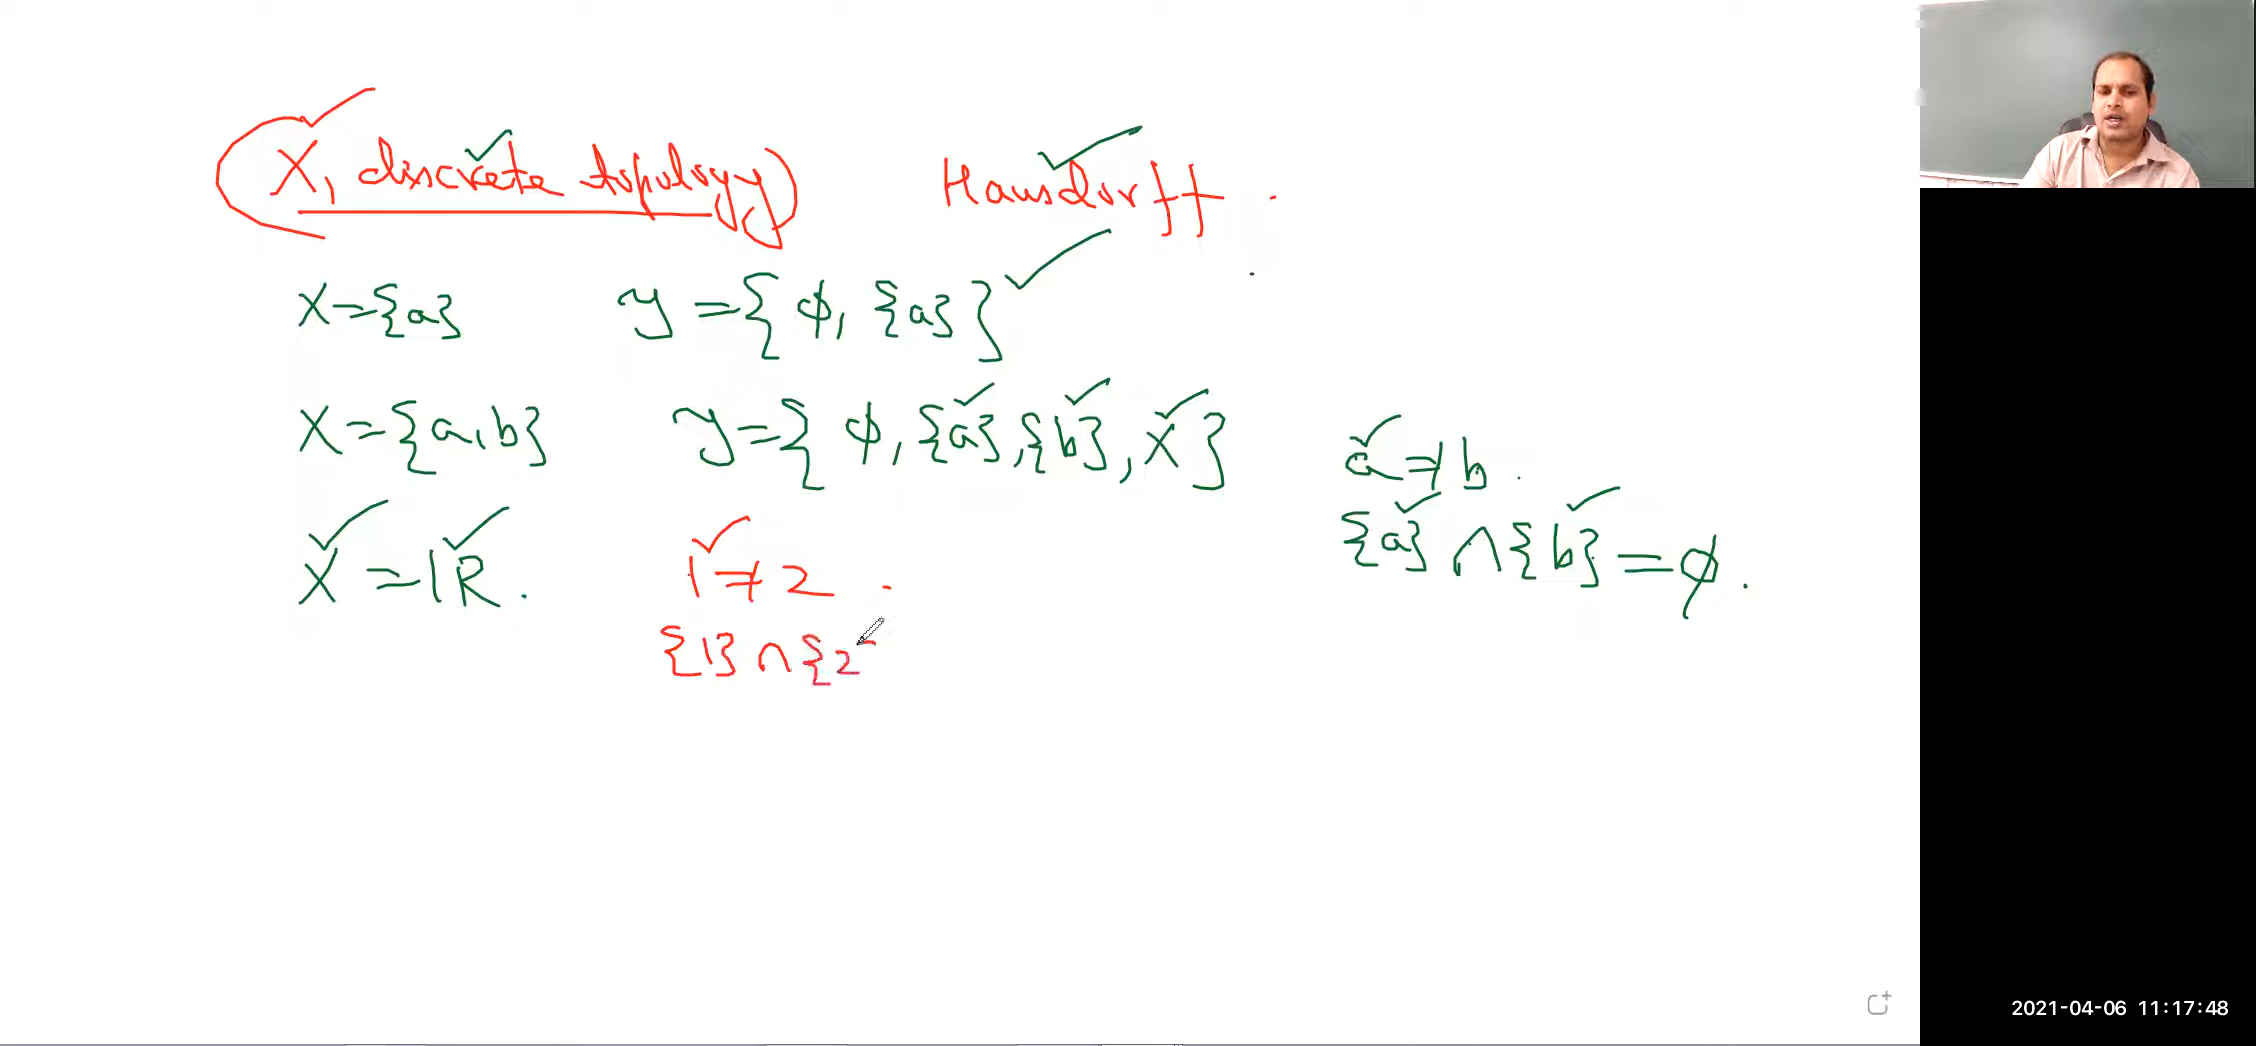 X, discrete topology) Hausdorff.
X={a} y={ϕ, {a}}
X={a,b} y={ϕ, {a}, {b}, X}
a≠b.
{a}∩{b}=ϕ.
X=ℝ. 1≠2.
{1}∩{2
2021-04-06 11:17:48